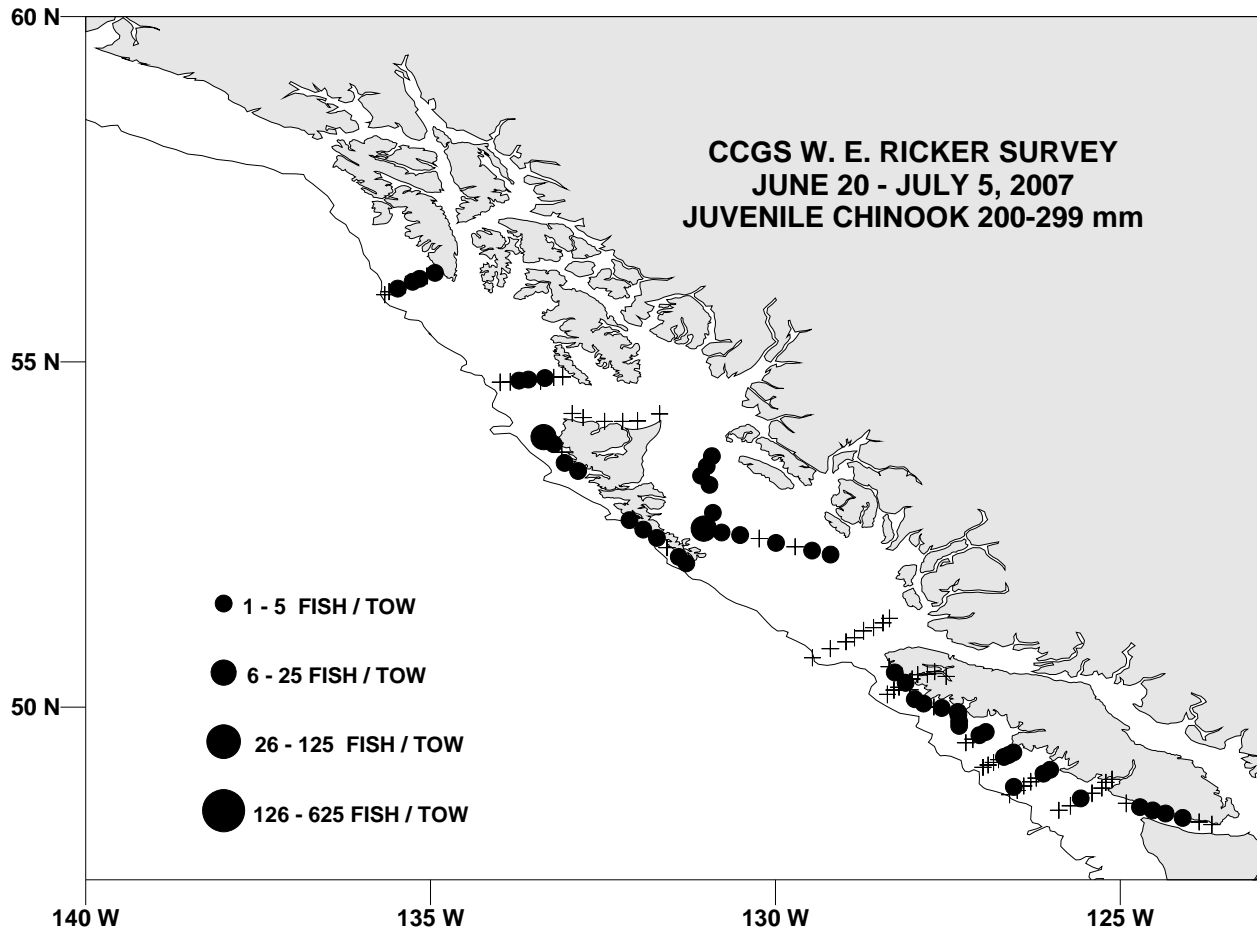 60 N
CCGS W. E. RICKER SURVEY
JUNE 20 - JULY 5, 2007
JUVENILE CHINOOK 200-299 mm
55 N
1 - 5 FISH / TOW
6 - 25 FISH / TOW
50 N
26 - 125 FISH / TOW
126 - 625 FISH / TOW
140 W
135 W
130 W
125 W